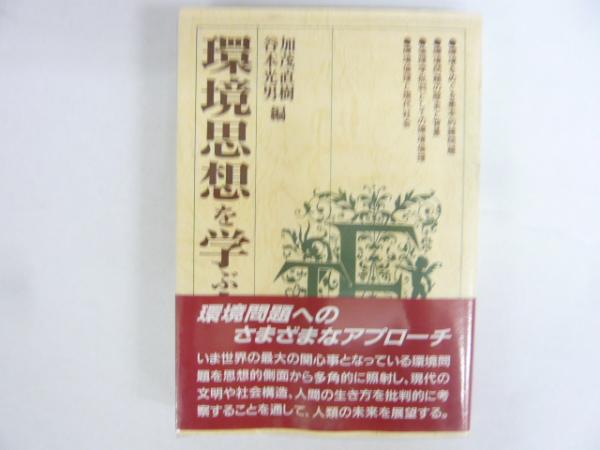 環境思想を学ぶ
加茂直樹
谷本光男 編
環境問題への
さまざまなアプローチ
いま世界の最大の関心事となっている環境問
題を思想的側面から多角的に照射し、現代の
文明や社会構造、人間の生き方を批判的に考
察することを通して、人類の未来を展望する。